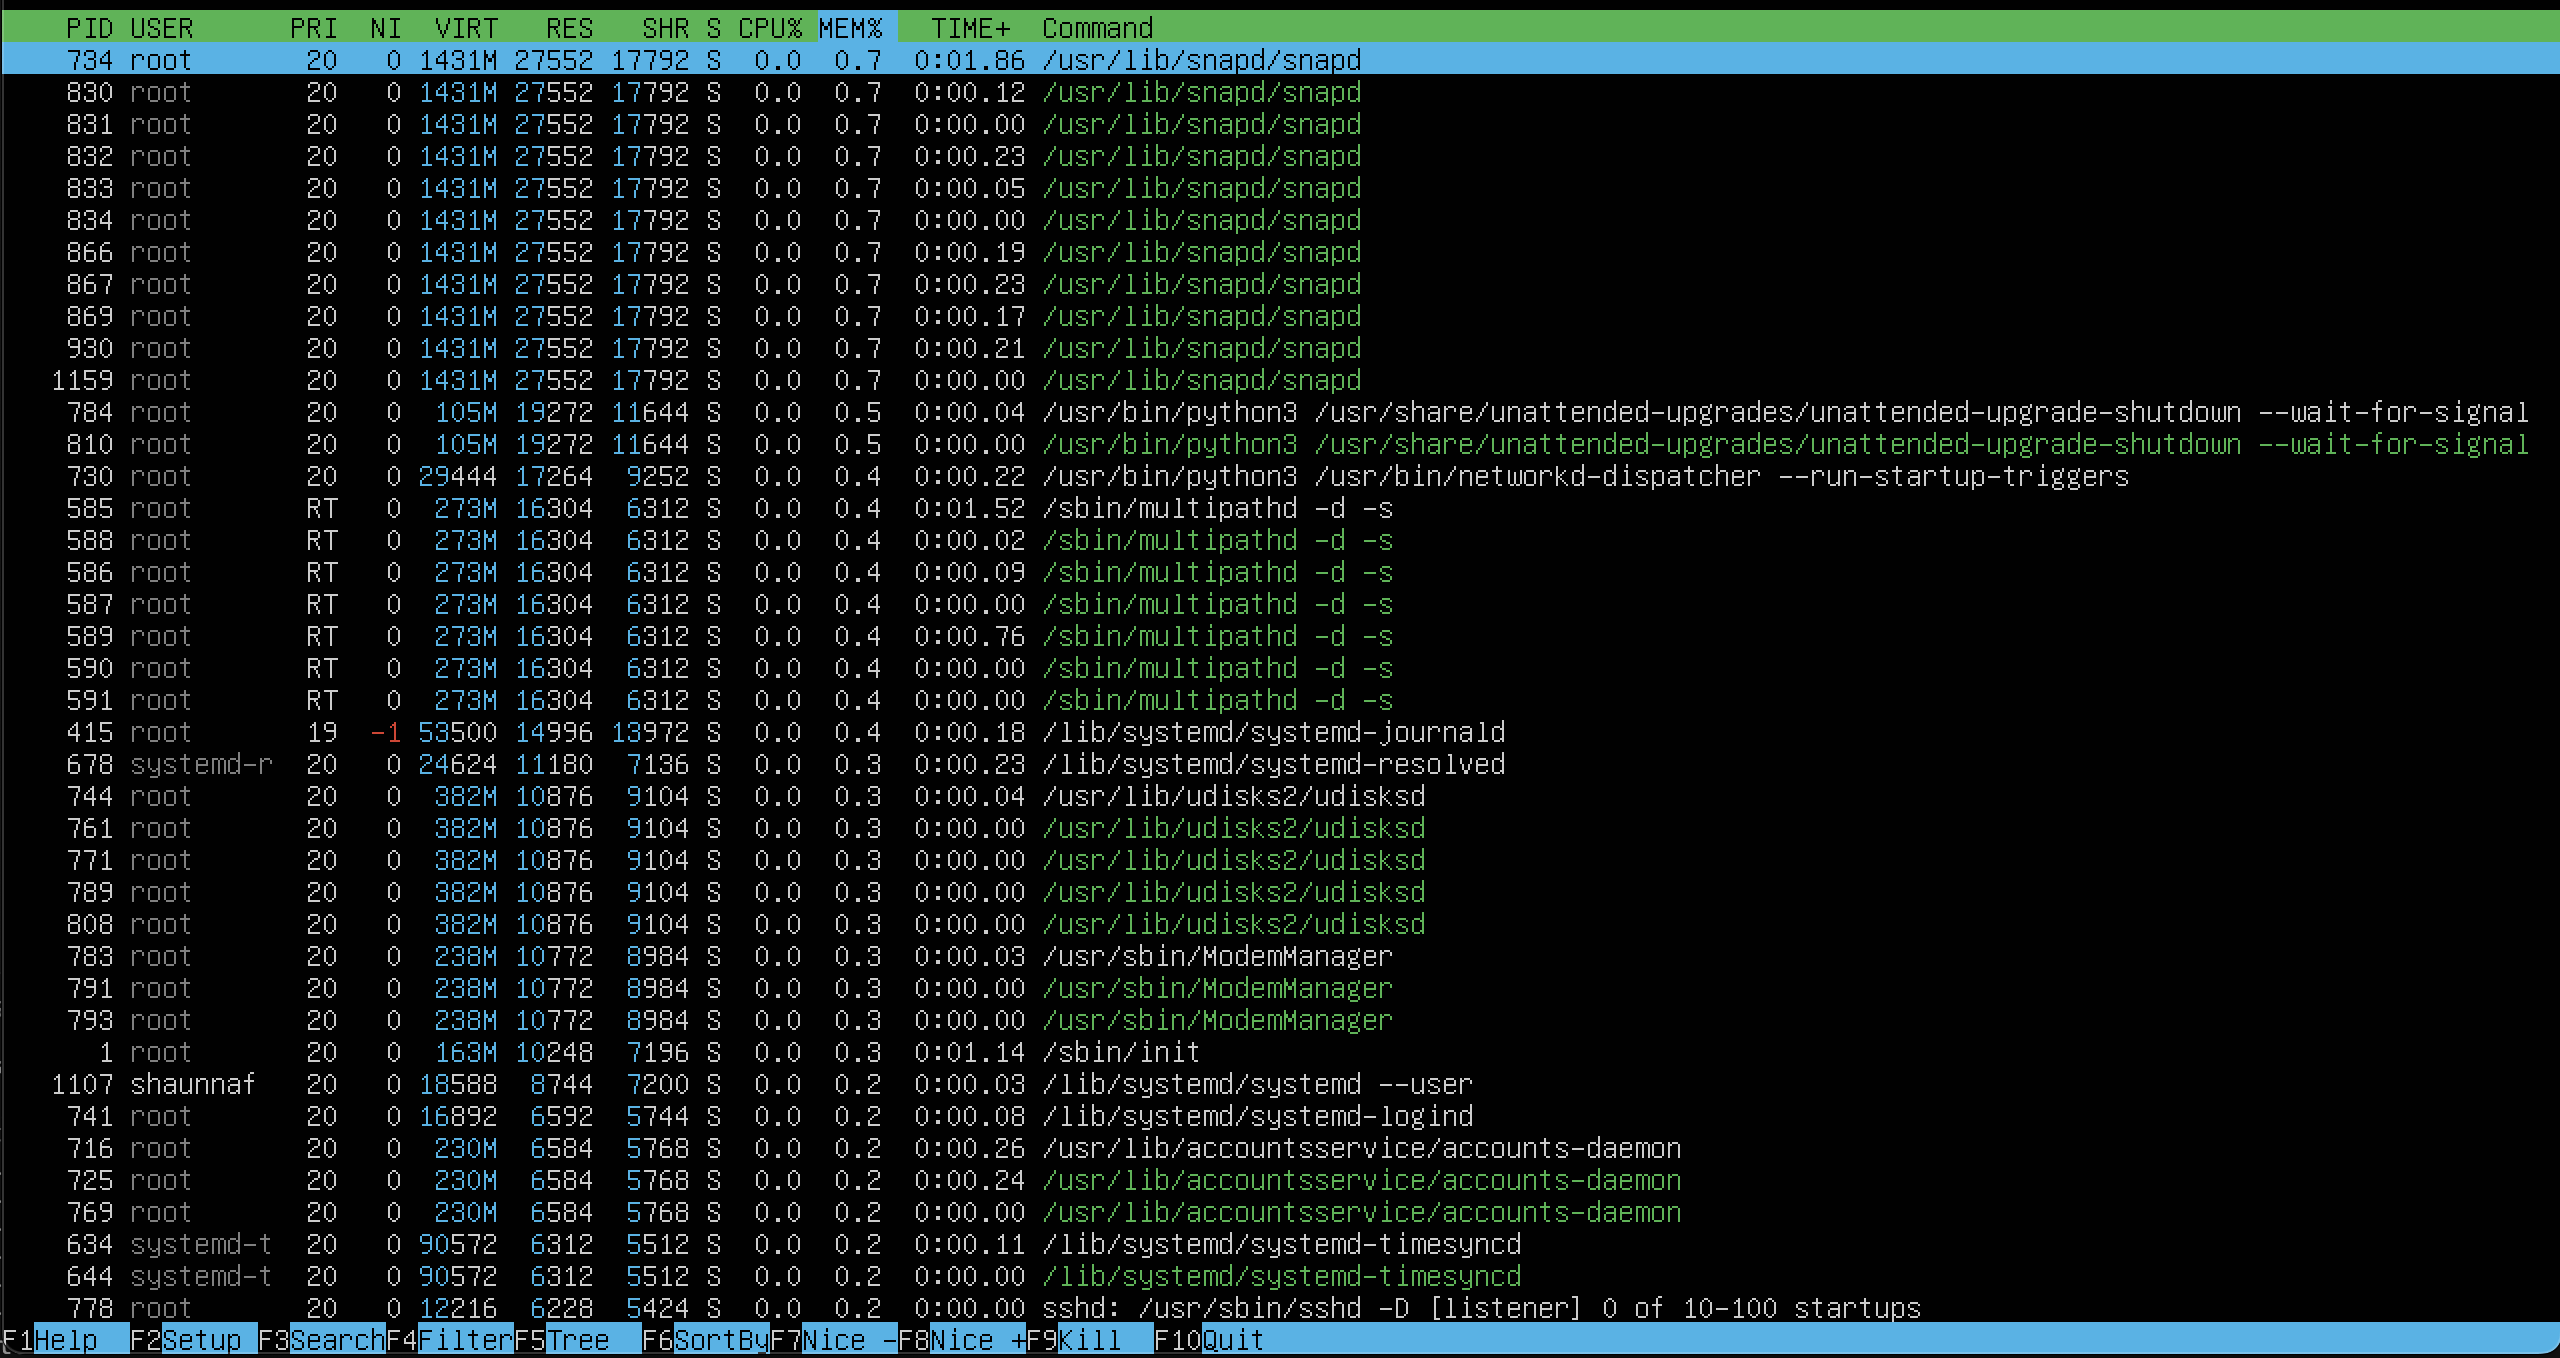 PID USER PRI NI VIRT RES SHR S CPU% MEM% TIME+ Command
734 root 20 0 1431M 27552 17792 S 0.0 0.7 0:01.86 /usr/lib/snapd/snapd
830 root 20 0 1431M 27552 17792 S 0.0 0.7 0:00.12 /usr/lib/snapd/snapd
831 root 20 0 1431M 27552 17792 S 0.0 0.7 0:00.00 /usr/lib/snapd/snapd
832 root 20 0 1431M 27552 17792 S 0.0 0.7 0:00.23 /usr/lib/snapd/snapd
833 root 20 0 1431M 27552 17792 S 0.0 0.7 0:00.05 /usr/lib/snapd/snapd
834 root 20 0 1431M 27552 17792 S 0.0 0.7 0:00.00 /usr/lib/snapd/snapd
866 root 20 0 1431M 27552 17792 S 0.0 0.7 0:00.19 /usr/lib/snapd/snapd
867 root 20 0 1431M 27552 17792 S 0.0 0.7 0:00.23 /usr/lib/snapd/snapd
869 root 20 0 1431M 27552 17792 S 0.0 0.7 0:00.17 /usr/lib/snapd/snapd
930 root 20 0 1431M 27552 17792 S 0.0 0.7 0:00.21 /usr/lib/snapd/snapd
1159 root 20 0 1431M 27552 17792 S 0.0 0.7 0:00.00 /usr/lib/snapd/snapd
784 root 20 0 105M 19272 11644 S 0.0 0.5 0:00.04 /usr/bin/python3 /usr/share/unattended-upgrades/unattended-upgrade-shutdown --wait-for-signal
810 root 20 0 105M 19272 11644 S 0.0 0.5 0:00.00 /usr/bin/python3 /usr/share/unattended-upgrades/unattended-upgrade-shutdown --wait-for-signal
730 root 20 0 29444 17264 9252 S 0.0 0.4 0:00.22 /usr/bin/python3 /usr/bin/networkd-dispatcher --run-startup-triggers
585 root RT 0 273M 16304 6312 S 0.0 0.4 0:01.52 /sbin/multipathd -d -s
588 root RT 0 273M 16304 6312 S 0.0 0.4 0:00.02 /sbin/multipathd -d -s
586 root RT 0 273M 16304 6312 S 0.0 0.4 0:00.09 /sbin/multipathd -d -s
587 root RT 0 273M 16304 6312 S 0.0 0.4 0:00.00 /sbin/multipathd -d -s
589 root RT 0 273M 16304 6312 S 0.0 0.4 0:00.76 /sbin/multipathd -d -s
590 root RT 0 273M 16304 6312 S 0.0 0.4 0:00.00 /sbin/multipathd -d -s
591 root RT 0 273M 16304 6312 S 0.0 0.4 0:00.00 /sbin/multipathd -d -s
415 root 19 -1 53500 14996 13972 S 0.0 0.4 0:00.18 /lib/systemd/systemd-journald
678 systemd-r 20 0 24624 11180 7136 S 0.0 0.3 0:00.23 /lib/systemd/systemd-resolved
744 root 20 0 382M 10876 9104 S 0.0 0.3 0:00.04 /usr/lib/udisks2/udisksd
761 root 20 0 382M 10876 9104 S 0.0 0.3 0:00.00 /usr/lib/udisks2/udisksd
771 root 20 0 382M 10876 9104 S 0.0 0.3 0:00.00 /usr/lib/udisks2/udisksd
789 root 20 0 382M 10876 9104 S 0.0 0.3 0:00.00 /usr/lib/udisks2/udisksd
808 root 20 0 382M 10876 9104 S 0.0 0.3 0:00.00 /usr/lib/udisks2/udisksd
783 root 20 0 238M 10772 8984 S 0.0 0.3 0:00.03 /usr/sbin/ModemManager
791 root 20 0 238M 10772 8984 S 0.0 0.3 0:00.00 /usr/sbin/ModemManager
793 root 20 0 238M 10772 8984 S 0.0 0.3 0:00.00 /usr/sbin/ModemManager
1 root 20 0 163M 10248 7196 S 0.0 0.3 0:01.14 /sbin/init
1107 shaunnaf 20 0 18588 8744 7200 S 0.0 0.2 0:00.03 /lib/systemd/systemd --user
741 root 20 0 16892 6592 5744 S 0.0 0.2 0:00.08 /lib/systemd/systemd-logind
716 root 20 0 230M 6584 5768 S 0.0 0.2 0:00.26 /usr/lib/accountsservice/accounts-daemon
725 root 20 0 230M 6584 5768 S 0.0 0.2 0:00.24 /usr/lib/accountsservice/accounts-daemon
769 root 20 0 230M 6584 5768 S 0.0 0.2 0:00.00 /usr/lib/accountsservice/accounts-daemon
634 systemd-t 20 0 90572 6312 5512 S 0.0 0.2 0:00.11 /lib/systemd/systemd-timesyncd
644 systemd-t 20 0 90572 6312 5512 S 0.0 0.2 0:00.00 /lib/systemd/systemd-timesyncd
778 root 20 0 12216 6228 5424 S 0.0 0.2 0:00.00 sshd: /usr/sbin/sshd -D [listener] 0 of 10-100 startups
F1Help F2Setup F3SearchF4FilterF5Tree F6SortByF7Nice -F8Nice +F9Kill F10Quit